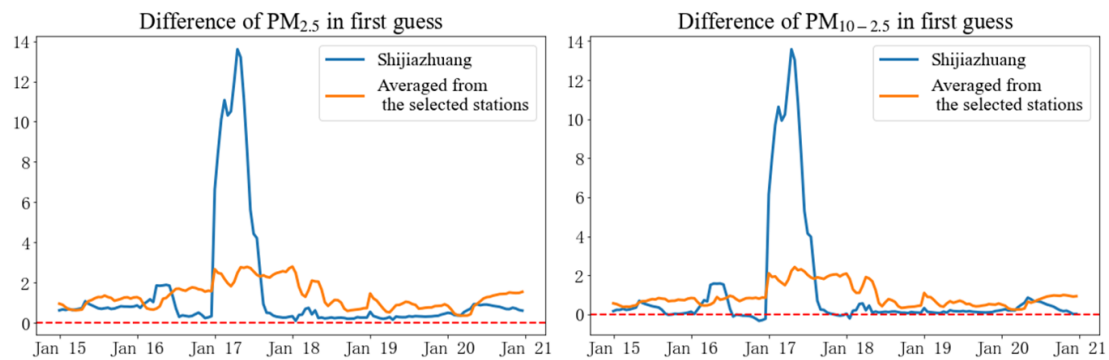 Difference of PM2.5 in first guess
14
12
10
8
6
4
2
0
Jan 15 Jan 16 Jan 17 Jan 18 Jan 19 Jan 20 Jan 21
Shijiazhuang
Averaged from
the selected stations
Difference of PM10−2.5 in first guess
14
12
10
8
6
4
2
0
Jan 15 Jan 16 Jan 17 Jan 18 Jan 19 Jan 20 Jan 21
Shijiazhuang
Averaged from
the selected stations